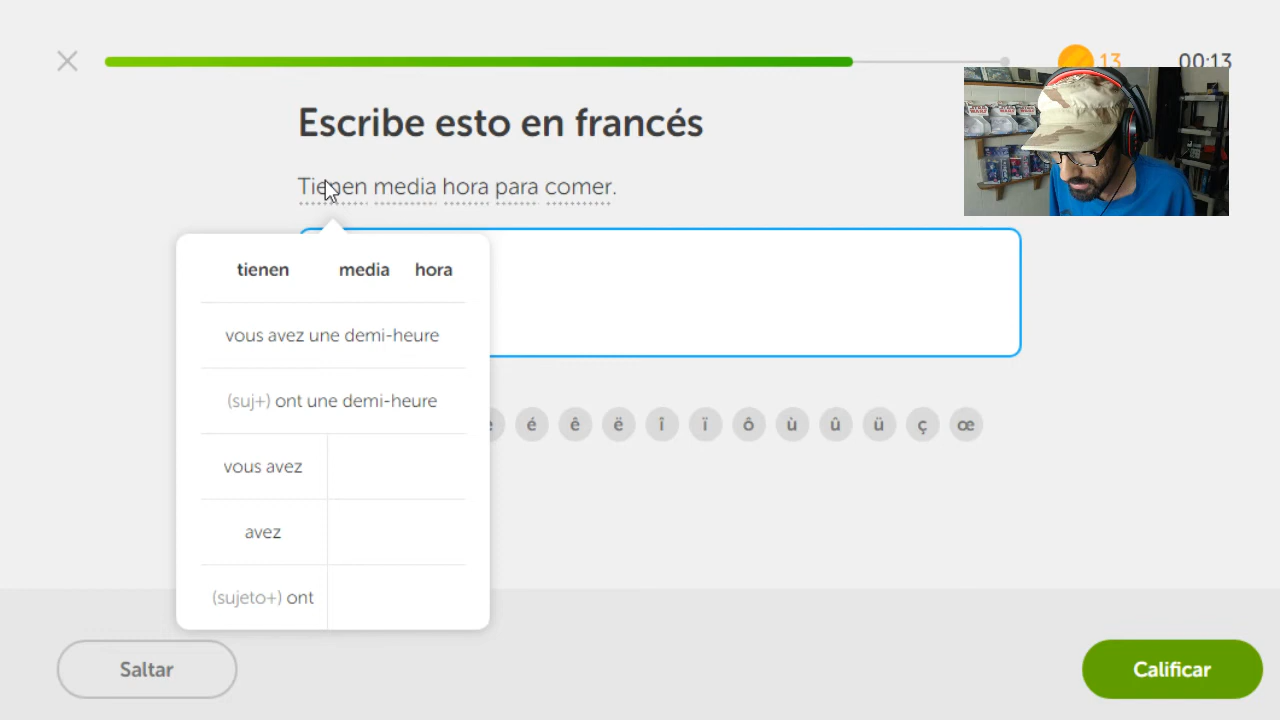 13 00:13
Escribe esto en francés
Tienen media hora para comer.
tienen media hora
vous avez une demi-heure
(suj+) ont une demi-heure
é ê ë î ï ô ù û ü ç œ
vous avez
avez
(sujeto+) ont
Saltar Calificar